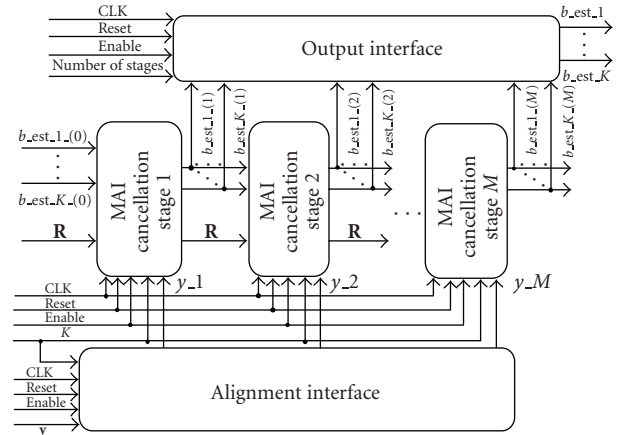 CLK
Reset
Enable
Number of stages
Output interface
b_est_1
b_est_K
b_est_1_(1)
b_est_K_(1)
b_est_1_(2)
b_est_K_(2)
b_est_1_(M)
b_est_K_(M)
b_est_1_(0)
b_est_K_(0)
R
MAI
cancellation
stage 1
R
MAI
cancellation
stage 2
R
...
MAI
cancellation
stage M
y_1
y_2
y_M
CLK
Reset
Enable
K
CLK
Reset
Enable
y
Alignment interface